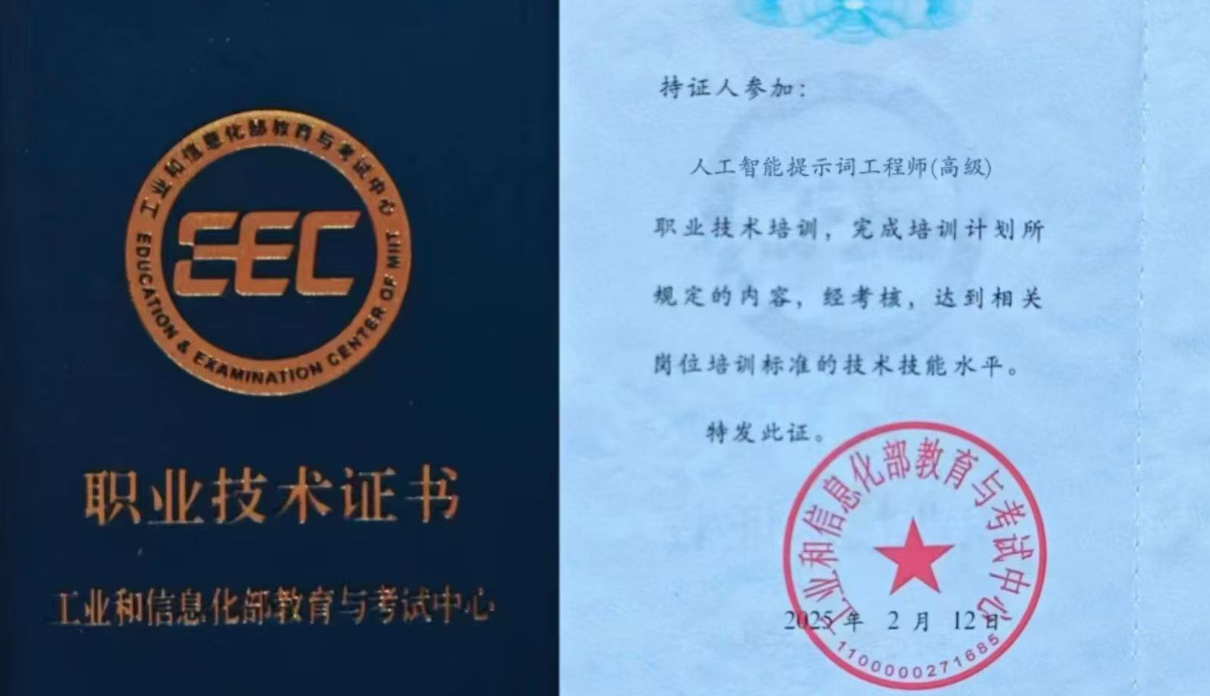 工业和信息化部教育与考试中心
EEC
EDUCATION & EXAMINATION CENTER OF MIIT
职业技术证书
工业和信息化部教育与考试中心
持证人参加：
人工智能提示词工程师(高级)
职业技术培训，完成培训计划所
规定的内容，经考核，达到相关
岗位培训标准的技术技能水平。
特发此证。
工业和信息化部教育与考试中心
2025 年 2 月 12 日
1100000271685